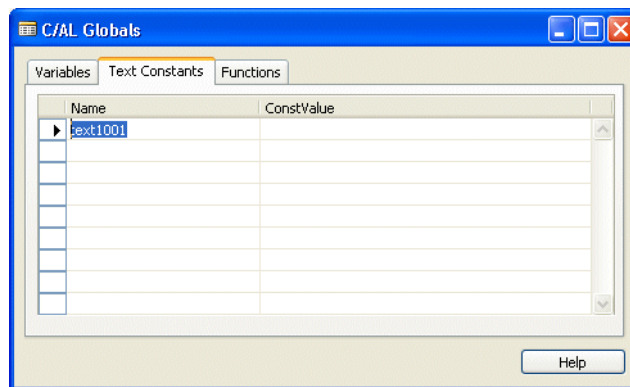 C/AL Globals
Variables Text Constants Functions
Name ConstValue
text1001
Help